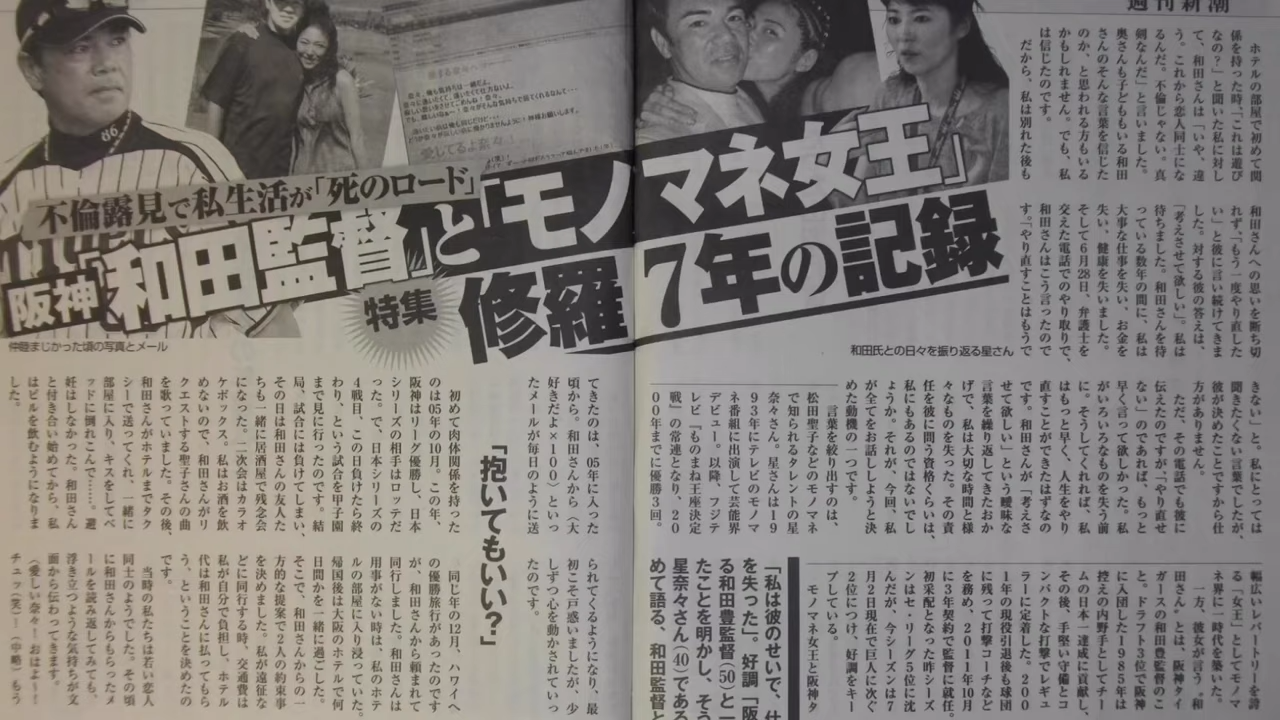 週刊新潮
不倫露見で私生活が「死のロード」
阪神「和田監督」と「モノマネ女王」
特集
修羅7年の記録
仲睦まじかった頃の写真とメール
和田氏との日々を振り返る星さん
86
愛してるよ奈々!
ホテルの部屋で初めて関
係を持った時、「これは遊び
なの?」と聞いた私に対し
て、和田さんは「いや、違
う。これから恋人同士にな
るんだ。不倫じゃない。真
剣なんだ」と言いました。
奥さんも子どももいる和田
さんのそんな言葉を信じた
のか、と思われる方もいる
かもしれません。でも、私
は信じたのです。
だから、私は別れた後も
和田さんへの思いを断ち切
れず、「もう一度やり直した
い」と彼に言い続けてきま
した。対する彼の答えは、
「考えさせて欲しい」。私は
待ちました。和田さんを待
っている数年の間に、私は
大事な仕事を失い、お金を
失い、健康を失いました。
そして6月28日、弁護士を
交えた電話でのやり取りで、
和田さんはこう言ったので
す。「やり直すことはもうで
きない」と。私にとっては
聞きたくない言葉でしたが、
彼が決めたことですから仕
方がありません。
ただ、その電話でも彼に
伝えたのですが、「やり直せ
ない」のであれば、もっと
早く言って欲しかった。私
がいろいろなものを失う前
に。そうしてくれれば、私
はもっと早く、人生をやり
直すことができたはずなの
です。和田さんが「考えさ
せて欲しい」という曖昧な
言葉を繰り返してきたおか
げで、私は大切な時間と様
々なものを失った。その責
任を彼に問う資格くらいは、
私にもあるのではないでし
ょうか。それが、今回、私
が全てをお話ししようと決
めた動機の一つです。
言葉を絞り出すのは、
松田聖子などのモノマネ
で知られるタレントの星
奈々さん。星さんは19
93年にテレビのモノマ
ネ番組に出演して芸能界
デビュー。以降、フジテ
レビ『ものまね王座決定
戦』の常連となり、20
00年までに優勝3回。
幅広いレパートリーを誇
る「女王」としてモノマ
ネ界に一時代を築いた。
一方、彼女が言う。和
田さん〉とは、阪神タイ
ガースの和田豊監督のこ
と。ドラフト3位で阪神
に入団した1985年は
控えの内野手としてチー
ムの日本一達成に貢献し、
その後、手堅い守備とコ
ンパクトな打撃でレギュ
ラーに定着した。200
1年の現役引退後も球団
に残って打撃コーチなど
を務め、2011年10月
に3年契約で監督に就任。
初采配となった昨シーズ
ンはセ・リーグ5位に沈
んだが、今シーズンは7
月2日現在で巨人に次ぐ
2位につけ、好調をキー
プしている。
モノマネ女王と阪神タ
「私は彼のせいで、仕
を失った」。好調「阪
る和田豊監督(50)と一
たことを明かし、そう
星奈々さん(40)である
めて語る、和田監督と
てきたのは、05年に入った
頃から。和田さんから〈大
好きだよ×100〉といっ
たメールが毎日のように送
られてくるようになり、最
初こそ戸惑いましたが、少
しずつ心を動かされていっ
たのです。
「抱いてもいい?」
初めて肉体関係を持った
のは05年の10月。この年、
阪神はリーグ優勝し、日本
シリーズの相手はロッテだ
った。で、日本シリーズの
4戦目、この日負けたら終
わり、という試合を甲子園
まで見に行ったのです。結
局、試合には負けてしまい、
その日は和田さんの友人た
ちも一緒に居酒屋で残念会
になった。二次会はカラオ
ケボックス。私はお酒を飲
めないので、和田さんがリ
クエストする聖子さんの曲
を歌っていました。その後、
和田さんがホテルまでタク
シーで送ってくれ、一緒に
部屋に入り、キスをしてベ
ッドに倒れこんで……。避
妊はしなかった。和田さん
と付き合い始めてから、私
はピルを飲むようになりま
した。
同じ年の12月、ハワイへ
の優勝旅行があったのです
が、和田さんから頼まれて
同行しました。和田さんは
用事がない時は、私のホテ
ルの部屋に入り浸っていた。
帰国後は大阪のホテルで何
日間かを一緒に過ごした。
そこで、和田さんからの一
方的な提案で2人の約束事
を決めました。私が遠征な
どに同行する時、交通費は
私が自分で負担し、ホテル
代は和田さんに払ってもら
う、ということを決めたの
です。
当時の私たちは若い恋人
同士のようでした。その頃
に和田さんからもらったメ
ールを読み返してみても、
浮き立つような気持ちが文
面から伝わってきます。
〈愛しい奈々ー!おはよ〜!
チュッ(笑)ー(中略)もう